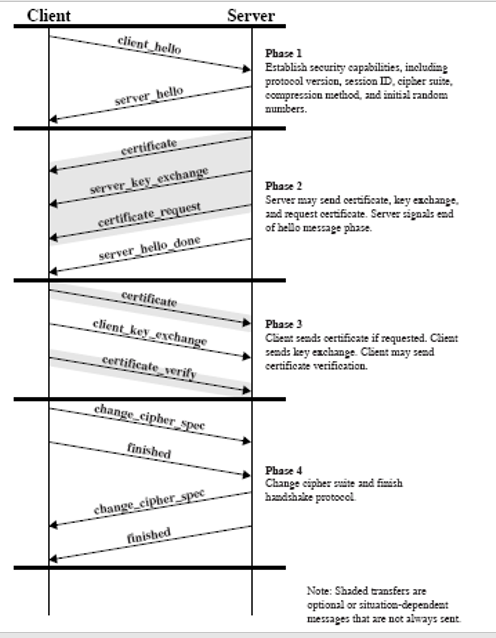 Client Server
client_hello
Phase 1
Establish security capabilities, including
protocol version, session ID, cipher suite,
compression method, and initial random
numbers.
server_hello
certificate
server_key_exchange
certificate_request
server_hello_done
Phase 2
Server may send certificate, key exchange,
and request certificate. Server signals end
of hello message phase.
certificate
client_key_exchange
certificate_verify
Phase 3
Client sends certificate if requested. Client
sends key exchange. Client may send
certificate verification.
change_cipher_spec
finished
change_cipher_spec
finished
Phase 4
Change cipher suite and finish
handshake protocol.
Note: Shaded transfers are
optional or situation-dependent
messages that are not always sent.